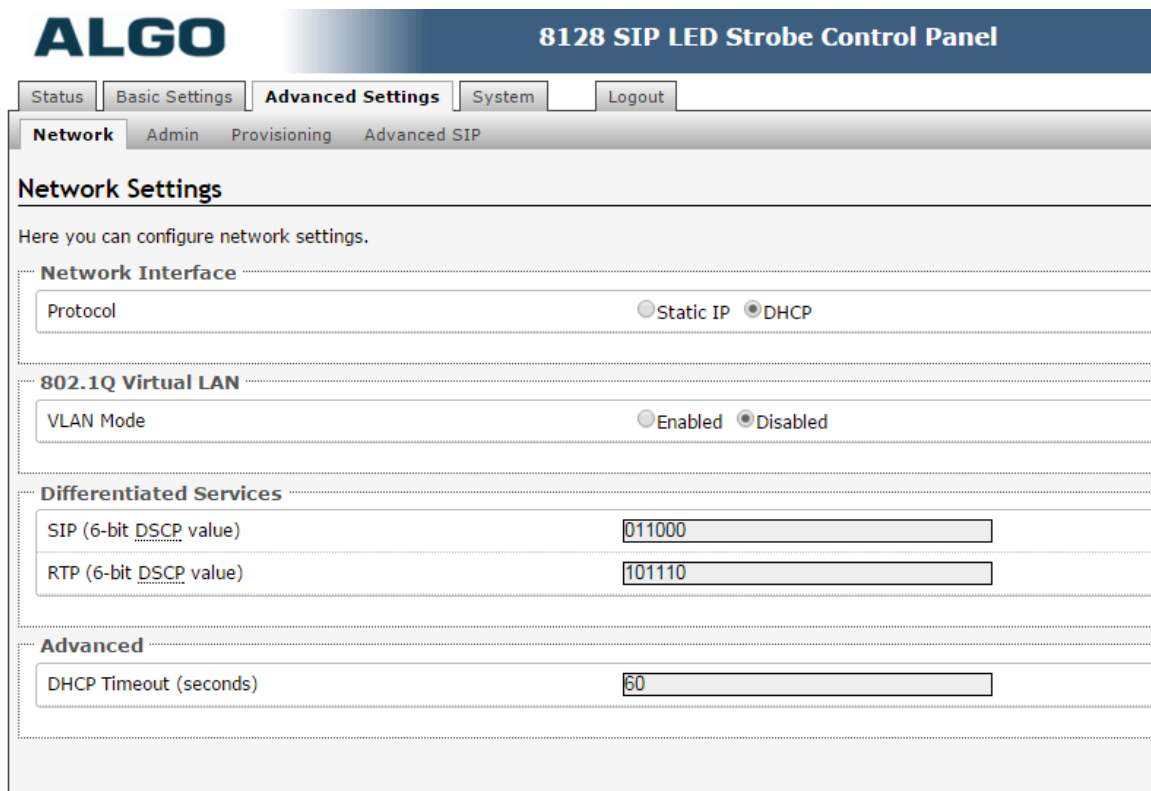 ALGO 8128 SIP LED Strobe Control Panel
Status Basic Settings Advanced Settings System Logout
Network Admin Provisioning Advanced SIP
Network Settings
Here you can configure network settings.
Network Interface
Protocol Static IP DHCP
802.1Q Virtual LAN
VLAN Mode Enabled Disabled
Differentiated Services
SIP (6-bit DSCP value) 011000
RTP (6-bit DSCP value) 101110
Advanced
DHCP Timeout (seconds) 60